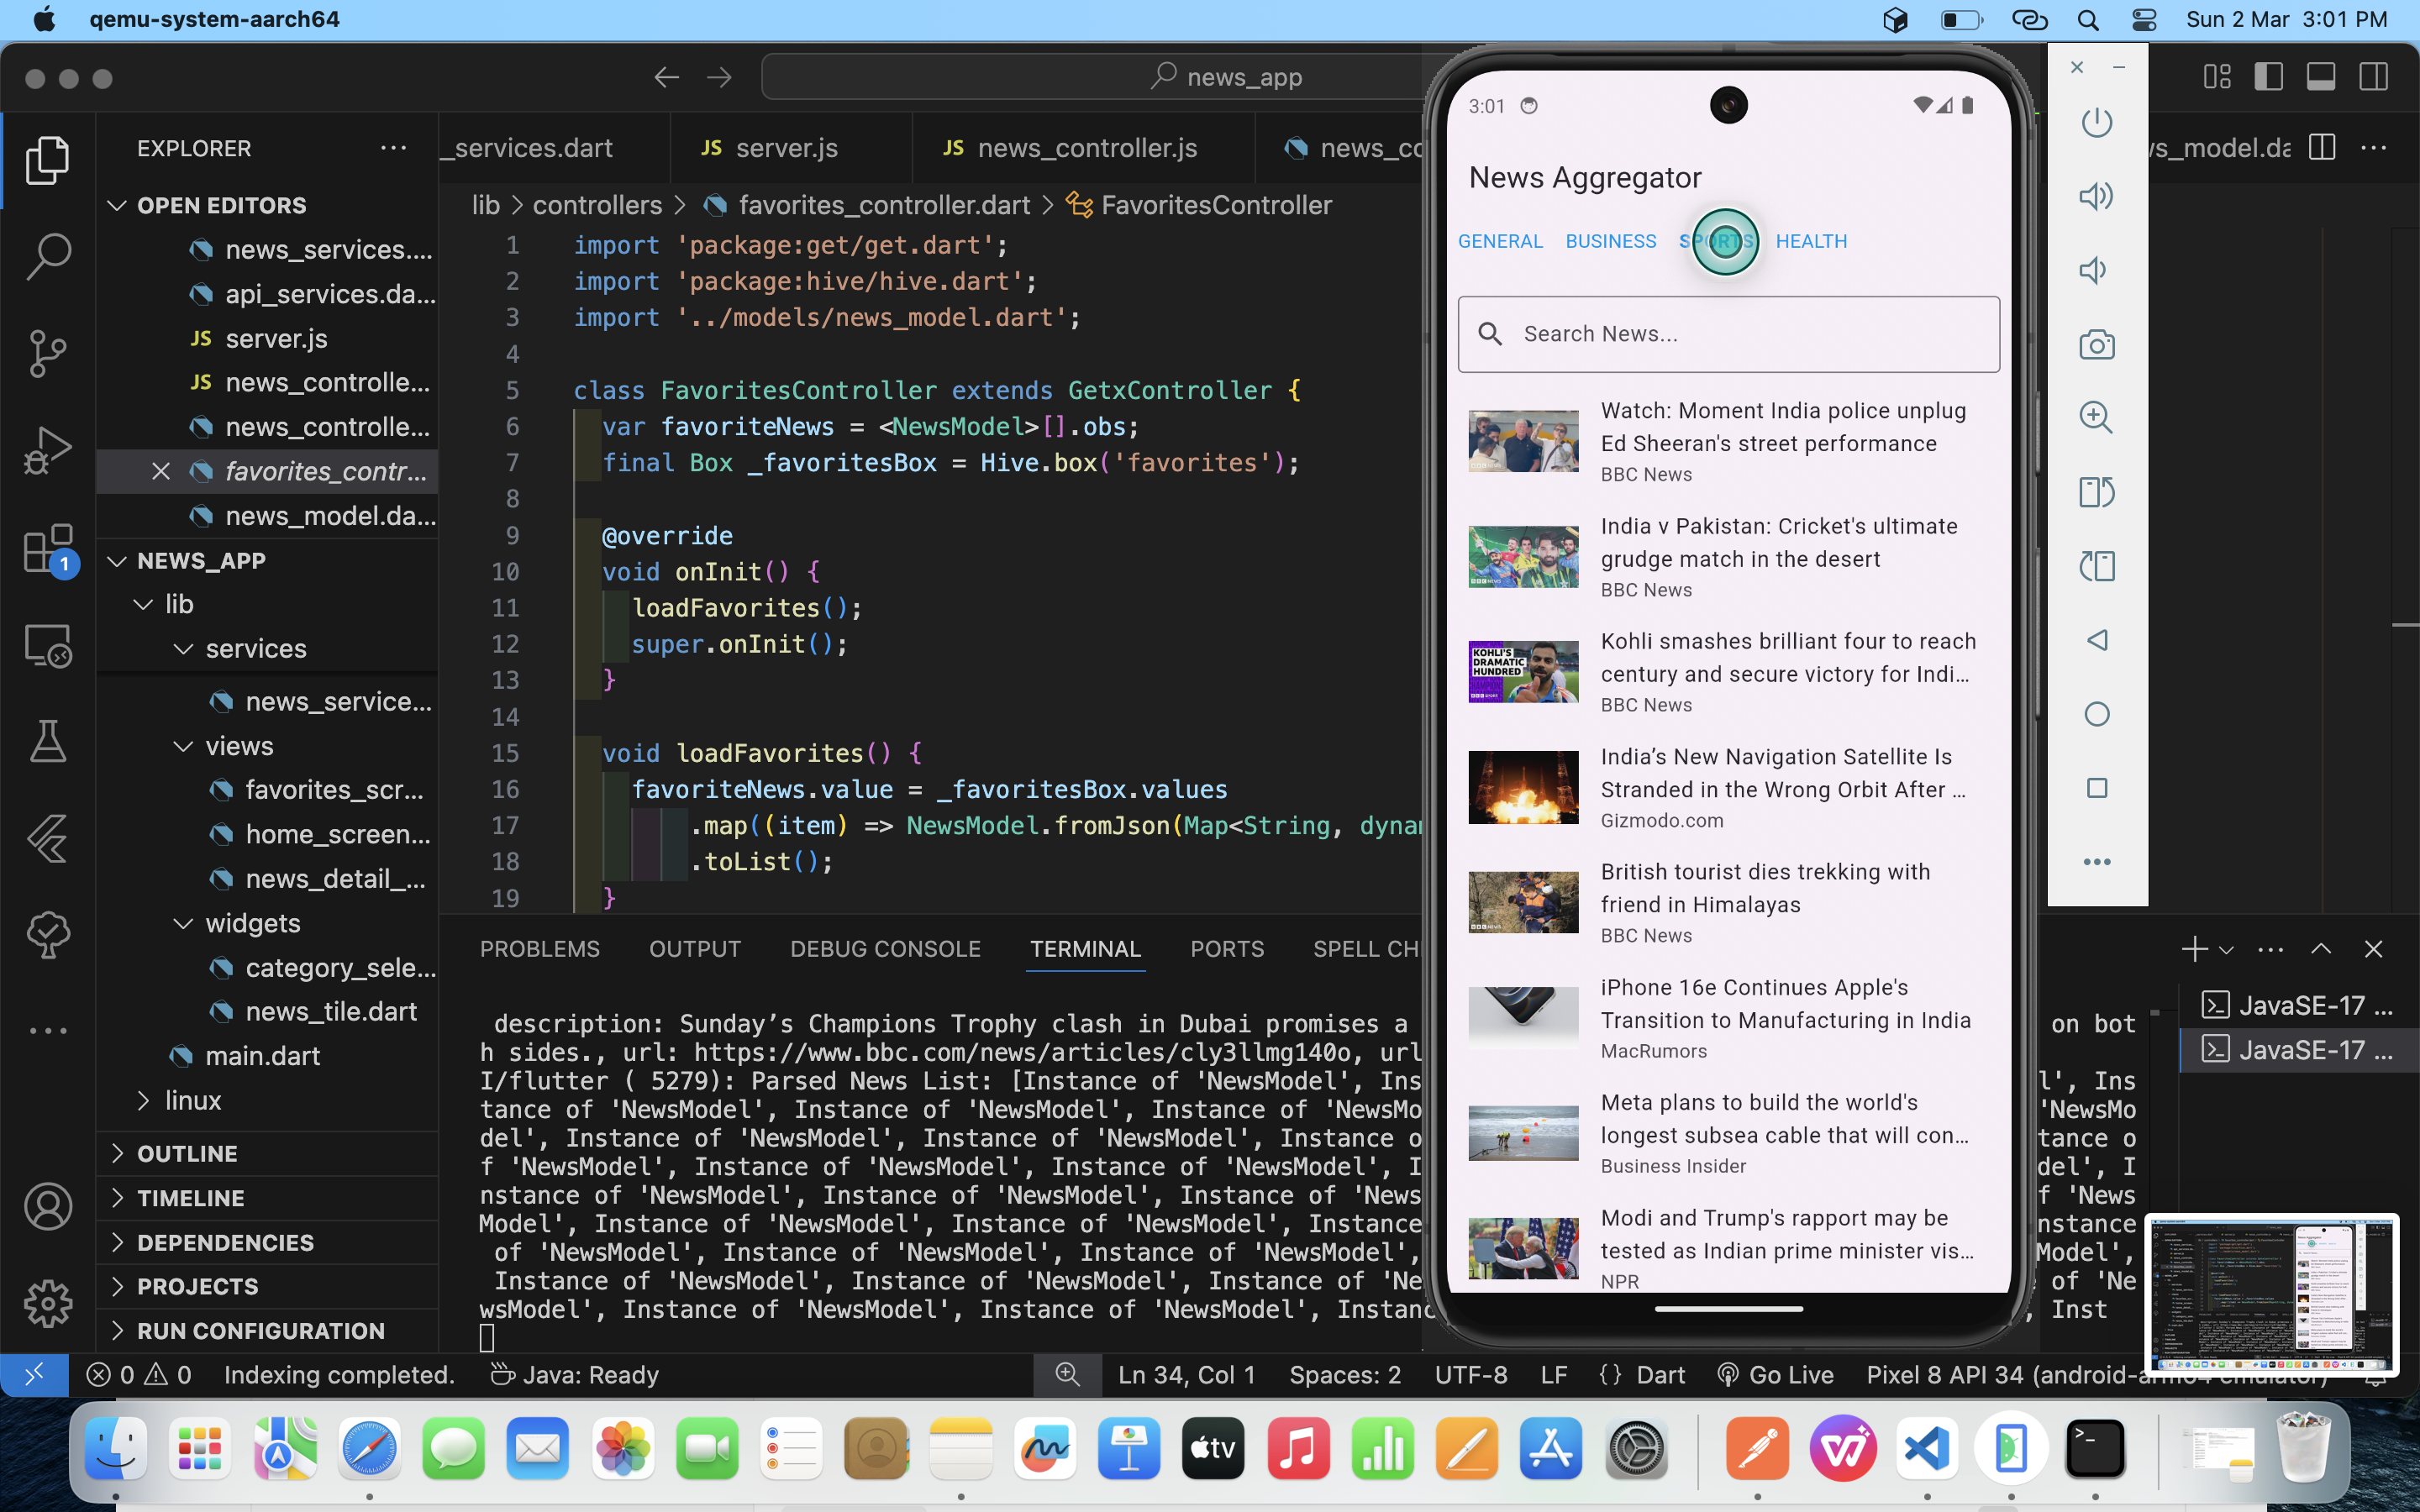 qemu-system-aarch64
Sun 2 Mar 3:01 PM
news_app
EXPLORER
_services.dart
JS server.js
JS news_controller.js
news_co
vs_model.da
OPEN EDITORS
news_services....
api_services.da...
JS server.js
JS news_controlle...
news_controlle...
favorites_contr...
news_model.da...
NEWS_APP
lib
services
news_service...
views
favorites_scr...
home_screen...
news_detail_...
widgets
category_sele...
news_tile.dart
main.dart
linux
OUTLINE
TIMELINE
DEPENDENCIES
PROJECTS
RUN CONFIGURATION
1
lib > controllers > favorites_controller.dart > FavoritesController
1 import 'package:get/get.dart';
2 import 'package:hive/hive.dart';
3 import '../models/news_model.dart';
4
5 class FavoritesController extends GetxController {
6 var favoriteNews = <NewsModel>[].obs;
7 final Box _favoritesBox = Hive.box('favorites');
8
9 @override
10 void onInit() {
11 loadFavorites();
12 super.onInit();
13 }
14
15 void loadFavorites() {
16 favoriteNews.value = _favoritesBox.values
17 .map((item) => NewsModel.fromJson(Map<String, dynam
18 .toList();
19 }
PROBLEMS OUTPUT DEBUG CONSOLE TERMINAL PORTS SPELL CH
description: Sunday's Champions Trophy clash in Dubai promises a on bot
h sides., url: https://www.bbc.com/news/articles/cly3llmg140o, url
I/flutter ( 5279): Parsed News List: [Instance of 'NewsModel', Ins l', Ins
tance of 'NewsModel', Instance of 'NewsModel', Instance of 'NewsMo 'NewsMo
del', Instance of 'NewsModel', Instance of 'NewsModel', Instance o tance o
f 'NewsModel', Instance of 'NewsModel', Instance of 'NewsModel', I del', I
nstance of 'NewsModel', Instance of 'NewsModel', Instance of 'News f 'News
Model', Instance of 'NewsModel', Instance of 'NewsModel', Instance nstance
of 'NewsModel', Instance of 'NewsModel', Instance of 'NewsModel', Model',
Instance of 'NewsModel', Instance of 'NewsModel', Instance of 'Ne e of 'Ne
wsModel', Instance of 'NewsModel', Instance of 'NewsModel', Instanc , Inst
JavaSE-17 ...
JavaSE-17 ...
3:01
News Aggregator
GENERAL BUSINESS SPORTS HEALTH
Search News...
Watch: Moment India police unplug
Ed Sheeran's street performance
BBC News
India v Pakistan: Cricket's ultimate
grudge match in the desert
BBC News
KOHLI'S
DRAMATIC
HUNDRED
Kohli smashes brilliant four to reach
century and secure victory for Indi...
BBC News
India's New Navigation Satellite Is
Stranded in the Wrong Orbit After ...
Gizmodo.com
British tourist dies trekking with
friend in Himalayas
BBC News
iPhone 16e Continues Apple's
Transition to Manufacturing in India
MacRumors
Meta plans to build the world's
longest subsea cable that will con...
Business Insider
Modi and Trump's rapport may be
tested as Indian prime minister vis...
NPR
0 0 Indexing completed. Java: Ready
Ln 34, Col 1 Spaces: 2 UTF-8 LF {} Dart Go Live Pixel 8 API 34 (android-arm64 emulator)
tv